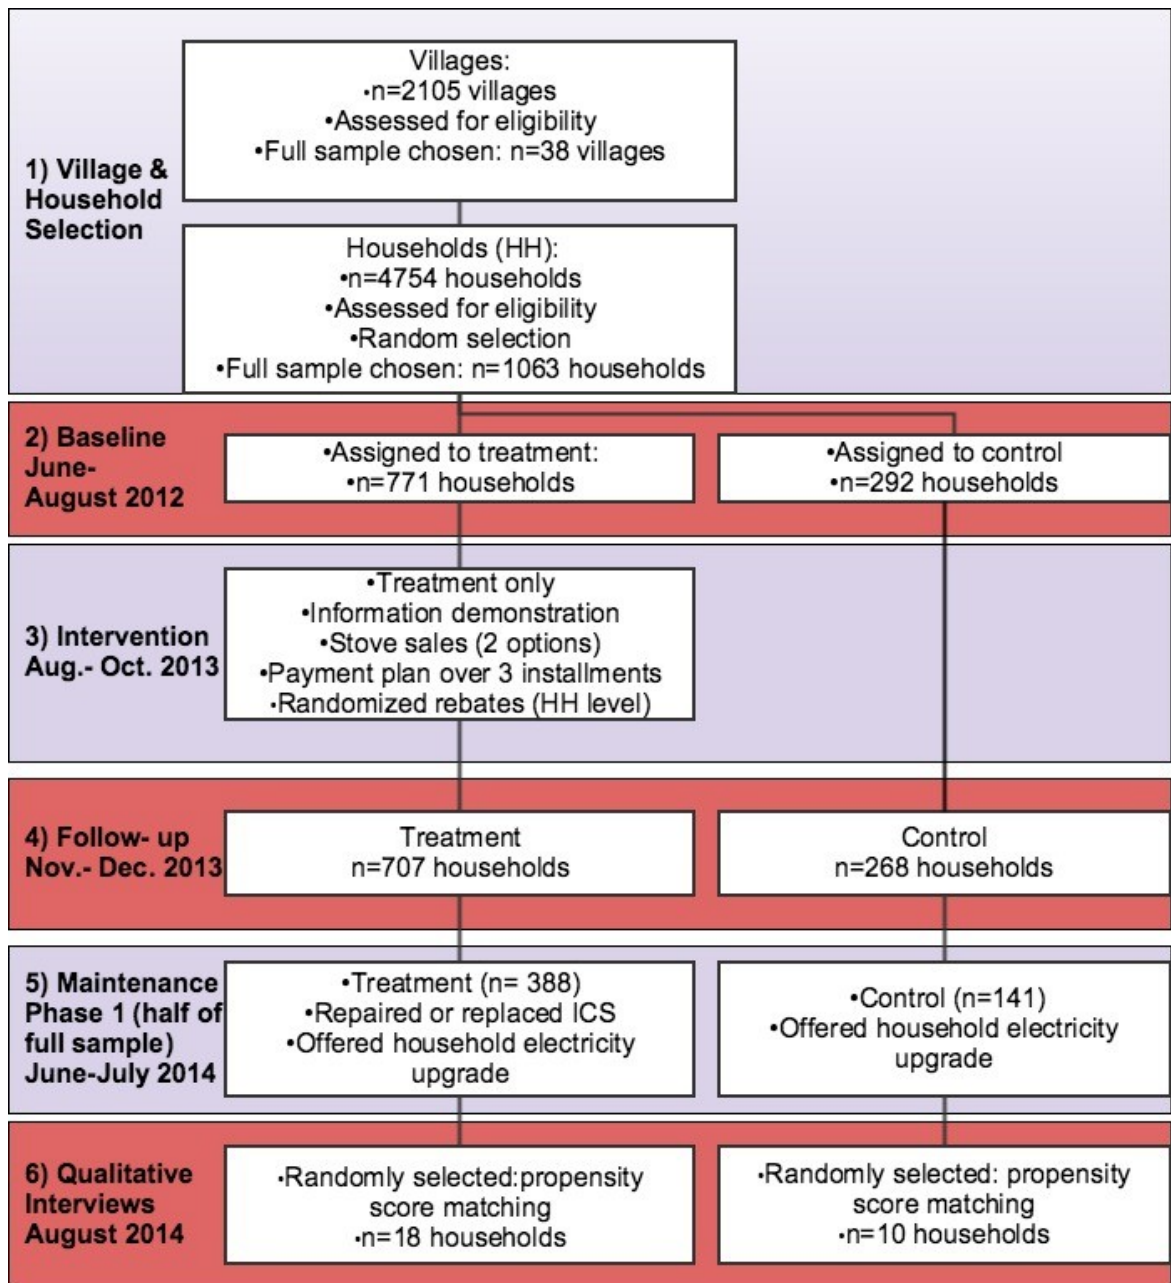 1) Village &
Household
Selection
Villages:
•n=2105 villages
•Assessed for eligibility
•Full sample chosen: n=38 villages
Households (HH):
•n=4754 households
•Assessed for eligibility
•Random selection
•Full sample chosen: n=1063 households
2) Baseline
June-
August 2012
•Assigned to treatment:
•n=771 households
•Assigned to control
•n=292 households
3) Intervention
Aug.- Oct. 2013
•Treatment only
•Information demonstration
•Stove sales (2 options)
•Payment plan over 3 installments
•Randomized rebates (HH level)
4) Follow- up
Nov.- Dec. 2013
Treatment
n=707 households
Control
n=268 households
5) Maintenance
Phase 1 (half of
full sample)
June-July 2014
•Treatment (n= 388)
•Repaired or replaced ICS
•Offered household electricity
upgrade
•Control (n=141)
•Offered household electricity
upgrade
6) Qualitative
Interviews
August 2014
•Randomly selected:propensity
score matching
•n=18 households
•Randomly selected: propensity
score matching
•n=10 households